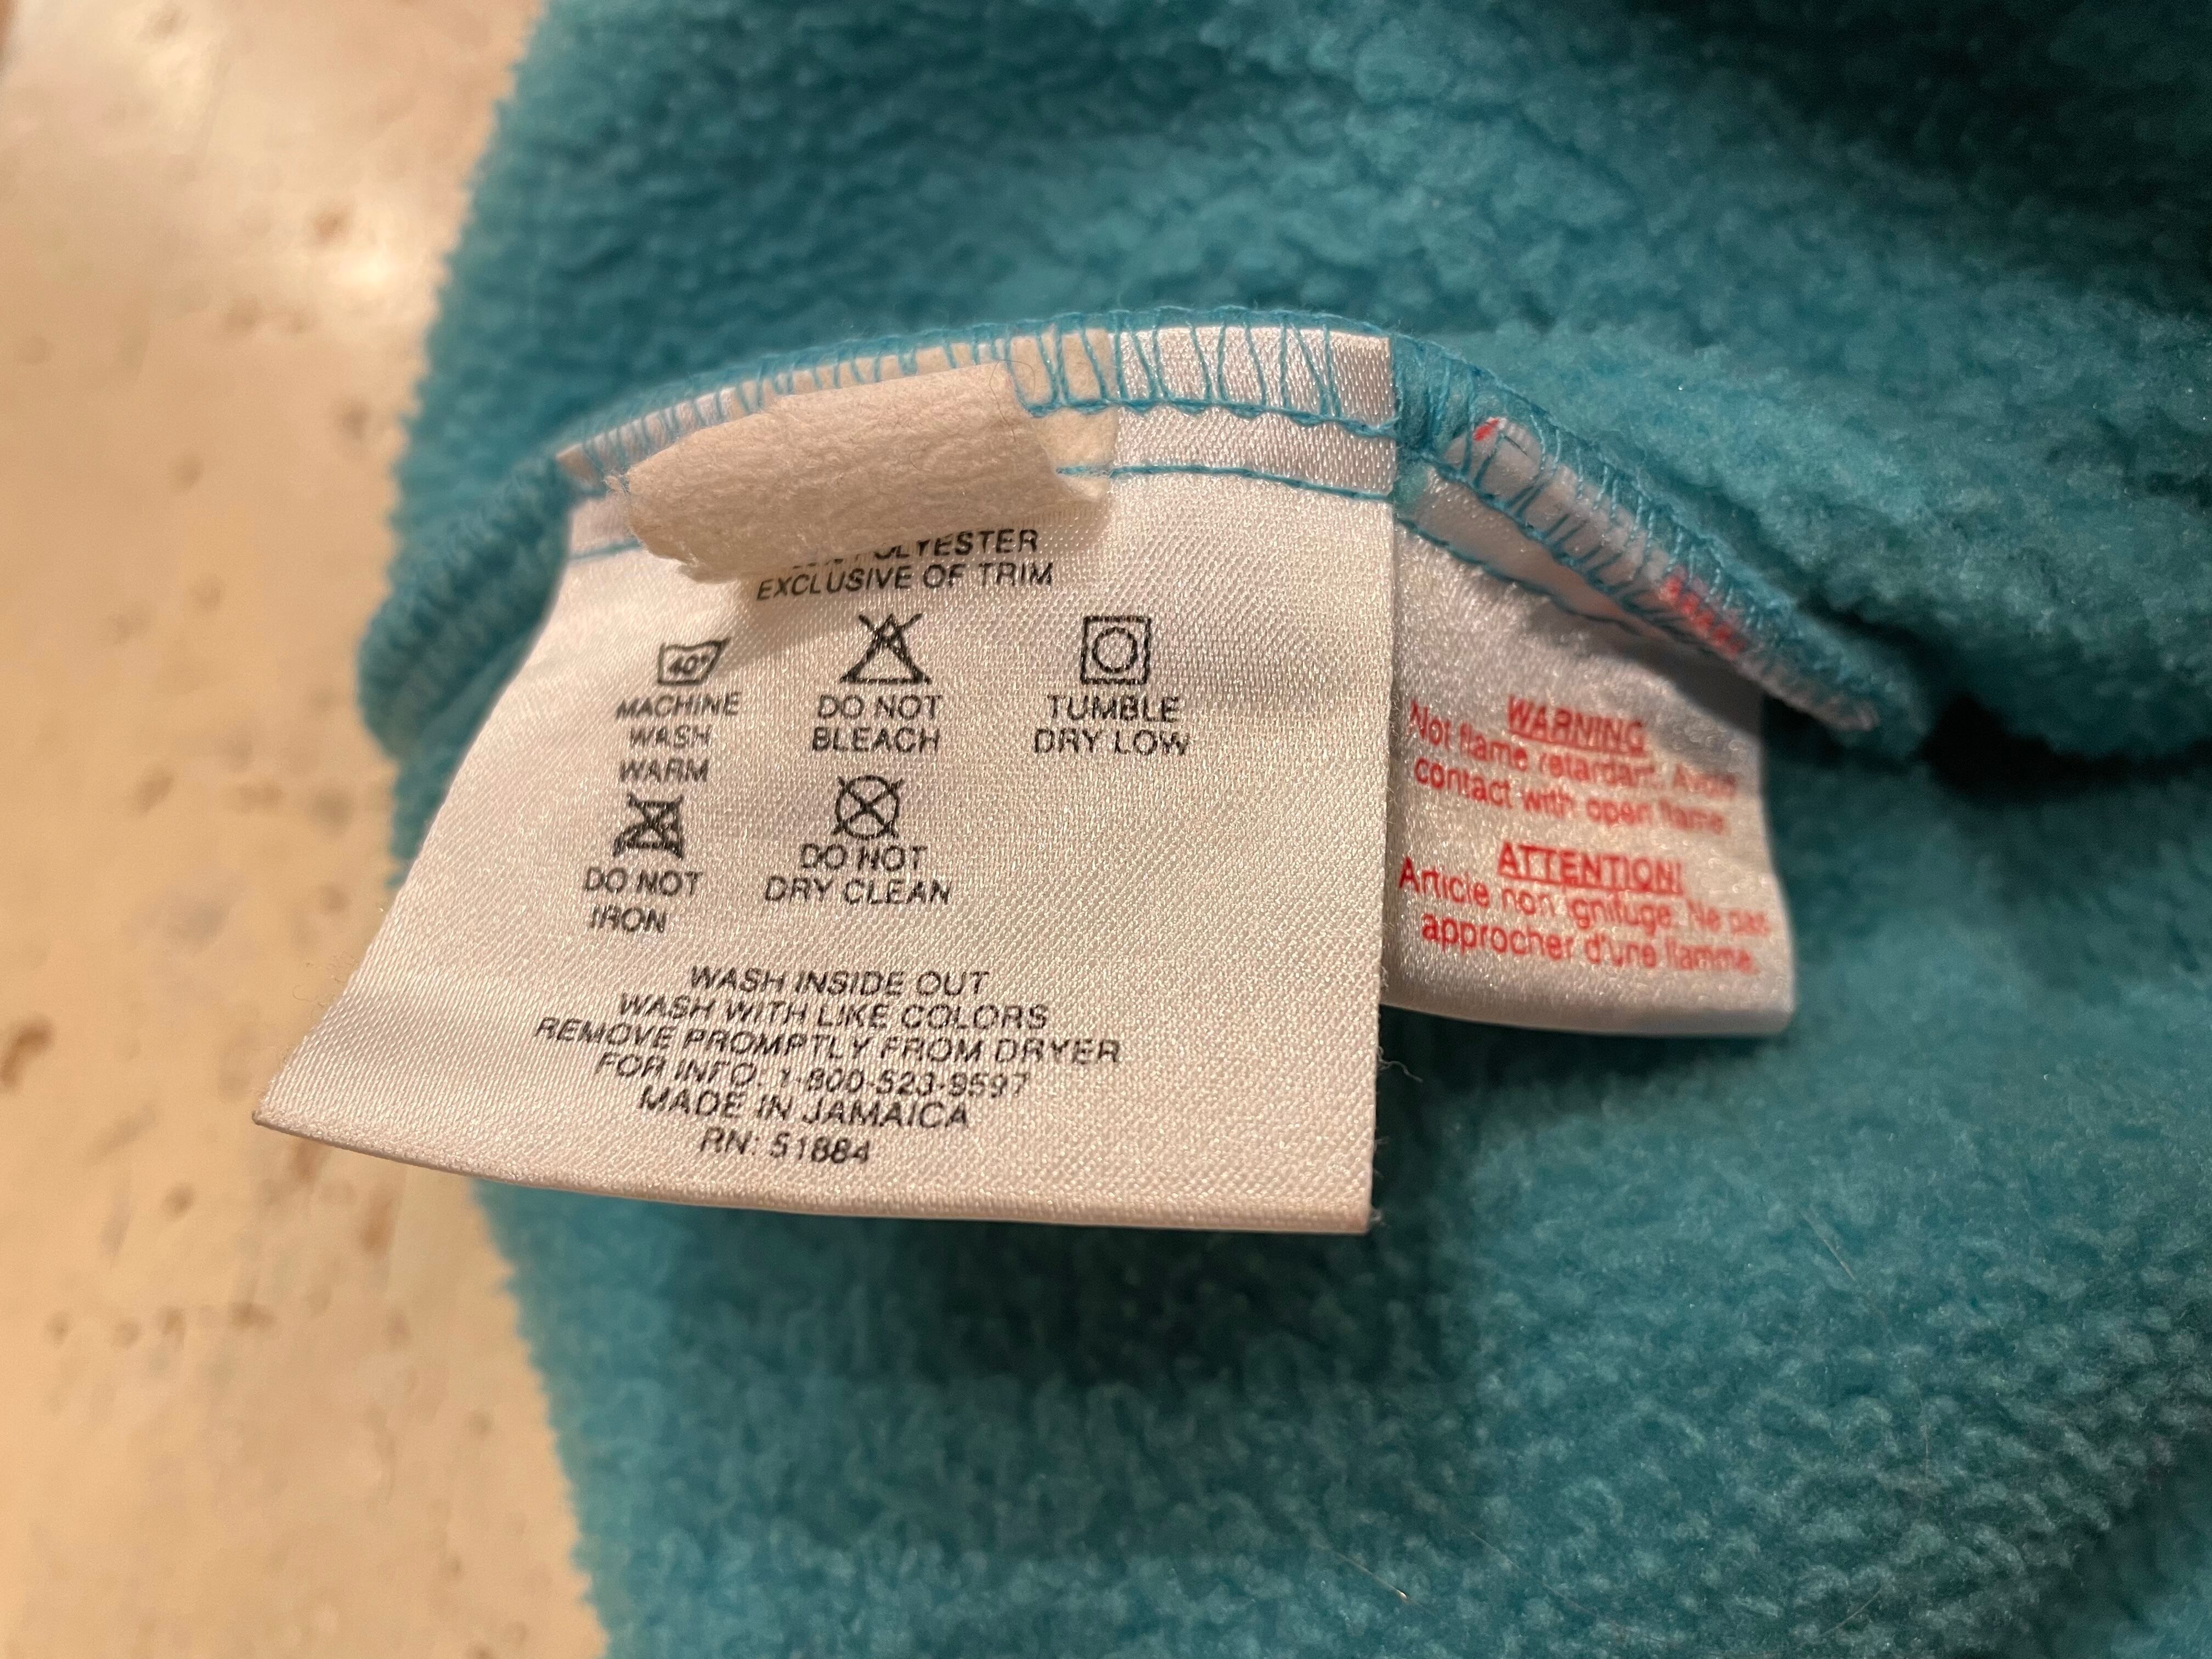 POLYESTER
EXCLUSIVE OF TRIM
40°
MACHINE
WASH
WARM
DO NOT
BLEACH
TUMBLE
DRY LOW
DO NOT
IRON
DO NOT
DRY CLEAN
WASH INSIDE OUT
WASH WITH LIKE COLORS
REMOVE PROMPTLY FROM DRYER
FOR INFO. 1-800-523-9597
MADE IN JAMAICA
RN: 51884
WARNING
Not flame retardant. Avoid
contact with open flame.
ATTENTION!
Article non ignifuge. Ne pas
approcher d'une flamme.